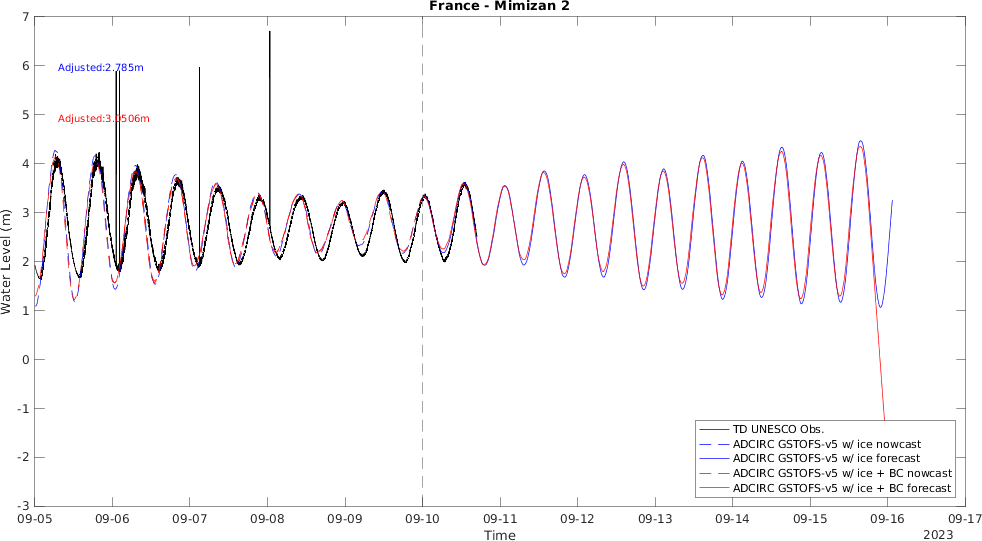 France - Mimizan 2
7
6
5
4
3
2
1
0
-1
-2
-3
Water Level (m)
Adjusted:2.785m
Adjusted:3.0506m
TD UNESCO Obs.
ADCIRC GSTOFS-v5 w/ ice nowcast
ADCIRC GSTOFS-v5 w/ ice forecast
ADCIRC GSTOFS-v5 w/ ice + BC nowcast
ADCIRC GSTOFS-v5 w/ ice + BC forecast
09-05 09-06 09-07 09-08 09-09 09-10 09-11 09-12 09-13 09-14 09-15 09-16 09-17
Time
2023